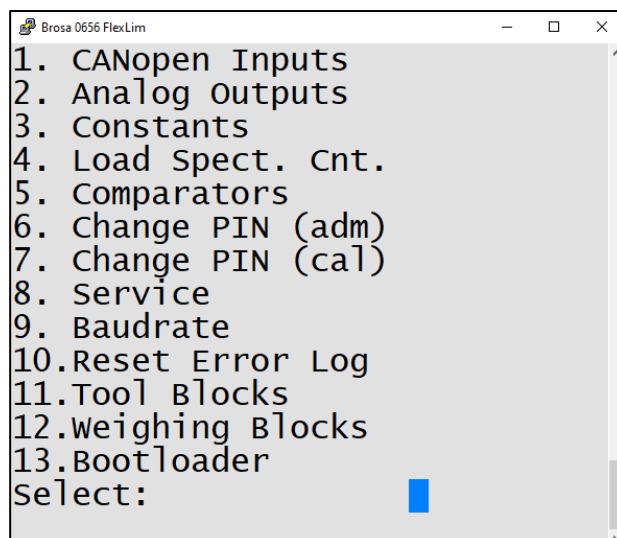 Brosa 0656 FlexLim
1. CANopen Inputs
2. Analog Outputs
3. Constants
4. Load Spect. Cnt.
5. Comparators
6. Change PIN (adm)
7. Change PIN (cal)
8. Service
9. Baudrate
10.Reset Error Log
11.Tool Blocks
12.Weighing Blocks
13.Bootloader
Select: